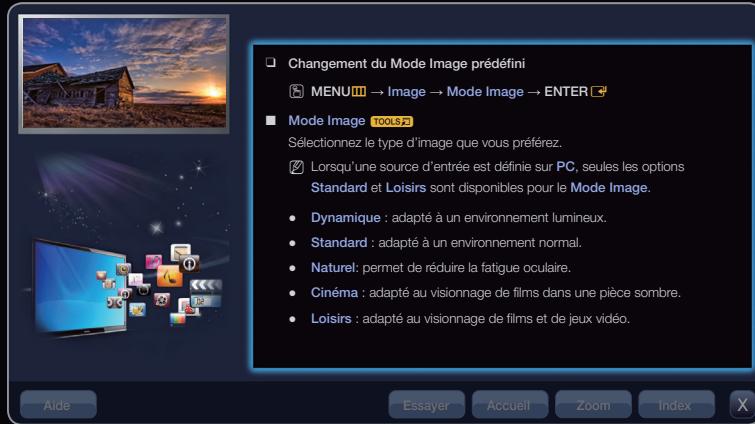 ❑ Changement du Mode Image prédéfini
MENU → Image → Mode Image → ENTER
■ Mode Image TOOLS
Sélectionnez le type d'image que vous préférez.
Lorsqu'une source d'entrée est définie sur PC, seules les options
Standard et Loisirs sont disponibles pour le Mode Image.
● Dynamique : adapté à un environnement lumineux.
● Standard : adapté à un environnement normal.
● Naturel: permet de réduire la fatigue oculaire.
● Cinéma : adapté au visionnage de films dans une pièce sombre.
● Loisirs : adapté au visionnage de films et de jeux vidéo.
Aide Essayer Accueil Zoom Index X